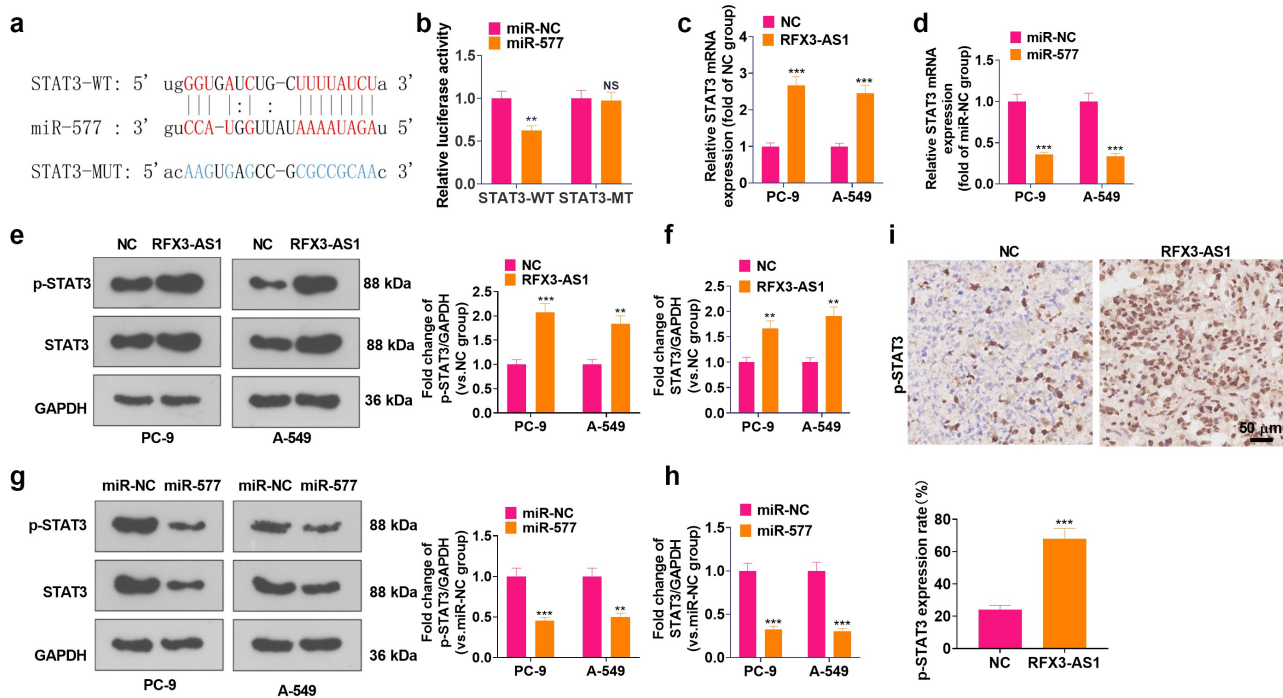 a
STAT3-WT: 5' ugGGUGAUCUG-CUUUUAUCUa 3'
miR-577 : 3' guCCA-UGGUUAUAAAAUAGAu 5'
STAT3-MUT: 5' acAAGUGAGCC-GCGCCGCAAc 3'
b
miR-NC
miR-577
Relative luciferase activity
1.5
1.0
0.5
0.0
**
NS
STAT3-WT STAT3-MT
c
NC
RFX3-AS1
Relative STAT3 mRNA
expression (fold of NC group)
4
3
2
1
0
***
***
PC-9 A-549
d
miR-NC
miR-577
Relative STAT3 mRNA
expression
(fold of miR-NC group)
2.0
1.5
1.0
0.5
0.0
***
***
PC-9 A-549
e
NC RFX3-AS1 NC RFX3-AS1
p-STAT3 88 kDa
STAT3 88 kDa
GAPDH 36 kDa
PC-9 A-549
NC
RFX3-AS1
Fold change of
p-STAT3/GAPDH
(vs.NC group)
2.5
2.0
1.5
1.0
0.5
0.0
***
**
PC-9 A-549
f
NC
RFX3-AS1
Fold change of
STAT3/GAPDH
(vs.NC group)
2.5
2.0
1.5
1.0
0.5
0.0
**
**
PC-9 A-549
g
miR-NC miR-577 miR-NC miR-577
p-STAT3 88 kDa
STAT3 88 kDa
GAPDH 36 kDa
PC-9 A-549
miR-NC
miR-577
Fold change of
p-STAT3/GAPDH
(vs.miR-NC group)
1.5
1.0
0.5
0.0
***
**
PC-9 A-549
h
miR-NC
miR-577
Fold change of
STAT3/GAPDH
(vs.miR-NC group)
1.5
1.0
0.5
0.0
***
***
PC-9 A-549
i
NC RFX3-AS1
p-STAT3
50 μm
p-STAT3 expression rate(%)
80
60
40
20
0
***
NC RFX3-AS1